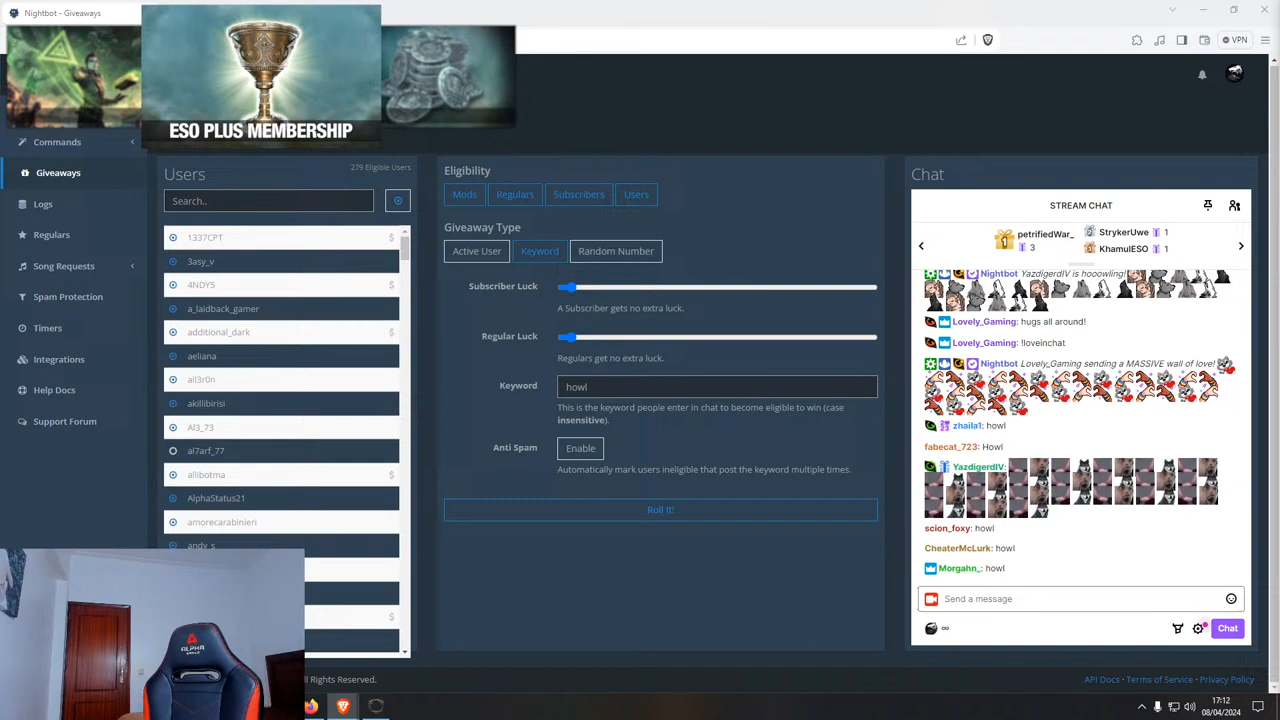 Nightbot - Giveaways
VPN
ESO PLUS MEMBERSHIP
Commands
Giveaways
Logs
Regulars
Song Requests
Spam Protection
Timers
Integrations
Help Docs
Support Forum
Users
279 Eligible Users
Search..
1337CPT $
3asy_v
4NDY5 $
a_laidback_gamer
additional_dark $
aeliana
ail3r0n
akillibirisi
Al3_73
al7arf_77
allibotma $
AlphaStatus21
amorecarabinieri
andy_s
$
Eligibility
Mods
Regulars
Subscribers
Users
Giveaway Type
Active User
Keyword
Random Number
Subscriber Luck
A Subscriber gets no extra luck.
Regular Luck
Regulars get no extra luck.
Keyword
howl
This is the keyword people enter in chat to become eligible to win (case
insensitive).
Anti Spam
Enable
Automatically mark users ineligible that post the keyword multiple times.
Roll It!
Chat
STREAM CHAT
1
petrifiedWar_
3
StrykerUwe 1
KhamulESO 1
Nightbot YazdigerdIV is hooowling!
Lovely_Gaming: hugs all around!
Lovely_Gaming: !loveinchat
Nightbot Lovely_Gaming sending a MASSIVE wall of love!
zhaila1: howl
fabecat_723: Howl
YazdigerdIV:
scion_foxy: howl
CheaterMcLurk: howl
Morgahn_: howl
Send a message
∞
Chat
All Rights Reserved.
API Docs · Terms of Service · Privacy Policy
ALPHA
GAMER
17:12
08/04/2024